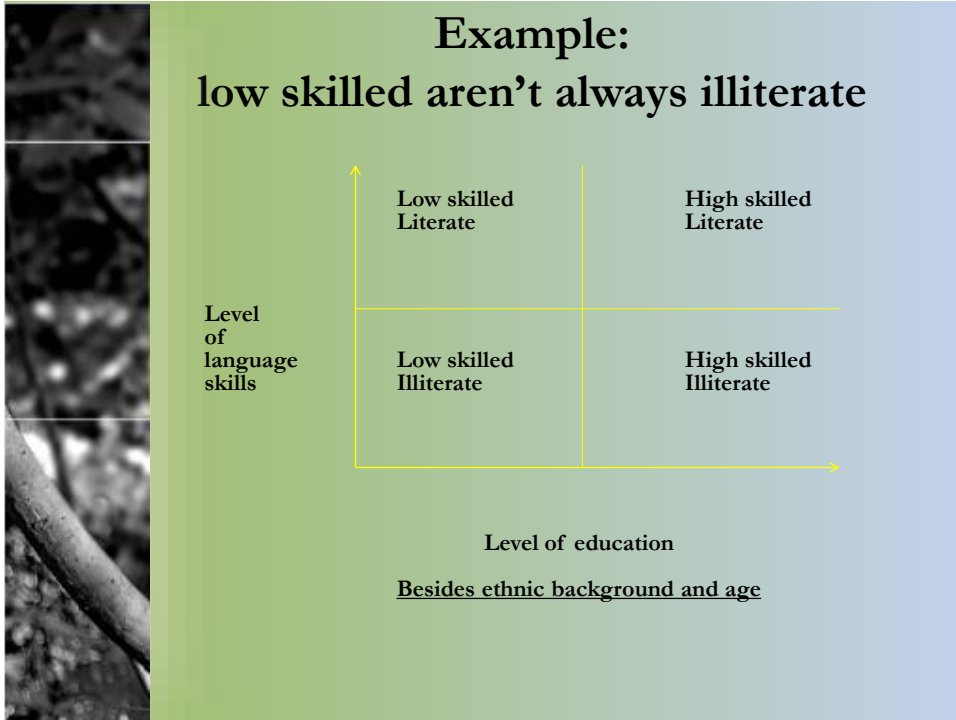 Example:
low skilled aren’t always illiterate
Low skilled
Literate
High skilled
Literate
Level
of
language
skills
Low skilled
Illiterate
High skilled
Illiterate
Level of education
Besides ethnic background and age